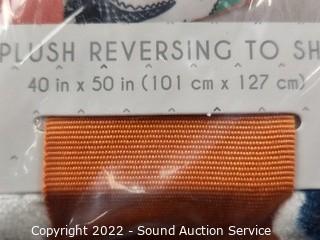 PLUSH REVERSING TO SH
40 in x 50 in (101 cm x 127 cm)
Copyright 2022 - Sound Auction Service